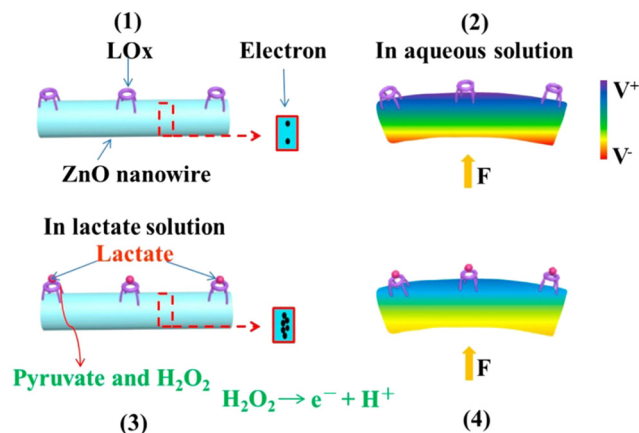 (1)
LOx
Electron
ZnO nanowire
(2)
In aqueous solution
V⁺
V⁻
F
In lactate solution
Lactate
Pyruvate and H₂O₂
H₂O₂→ e⁻ + H⁺
(3)
F
(4)